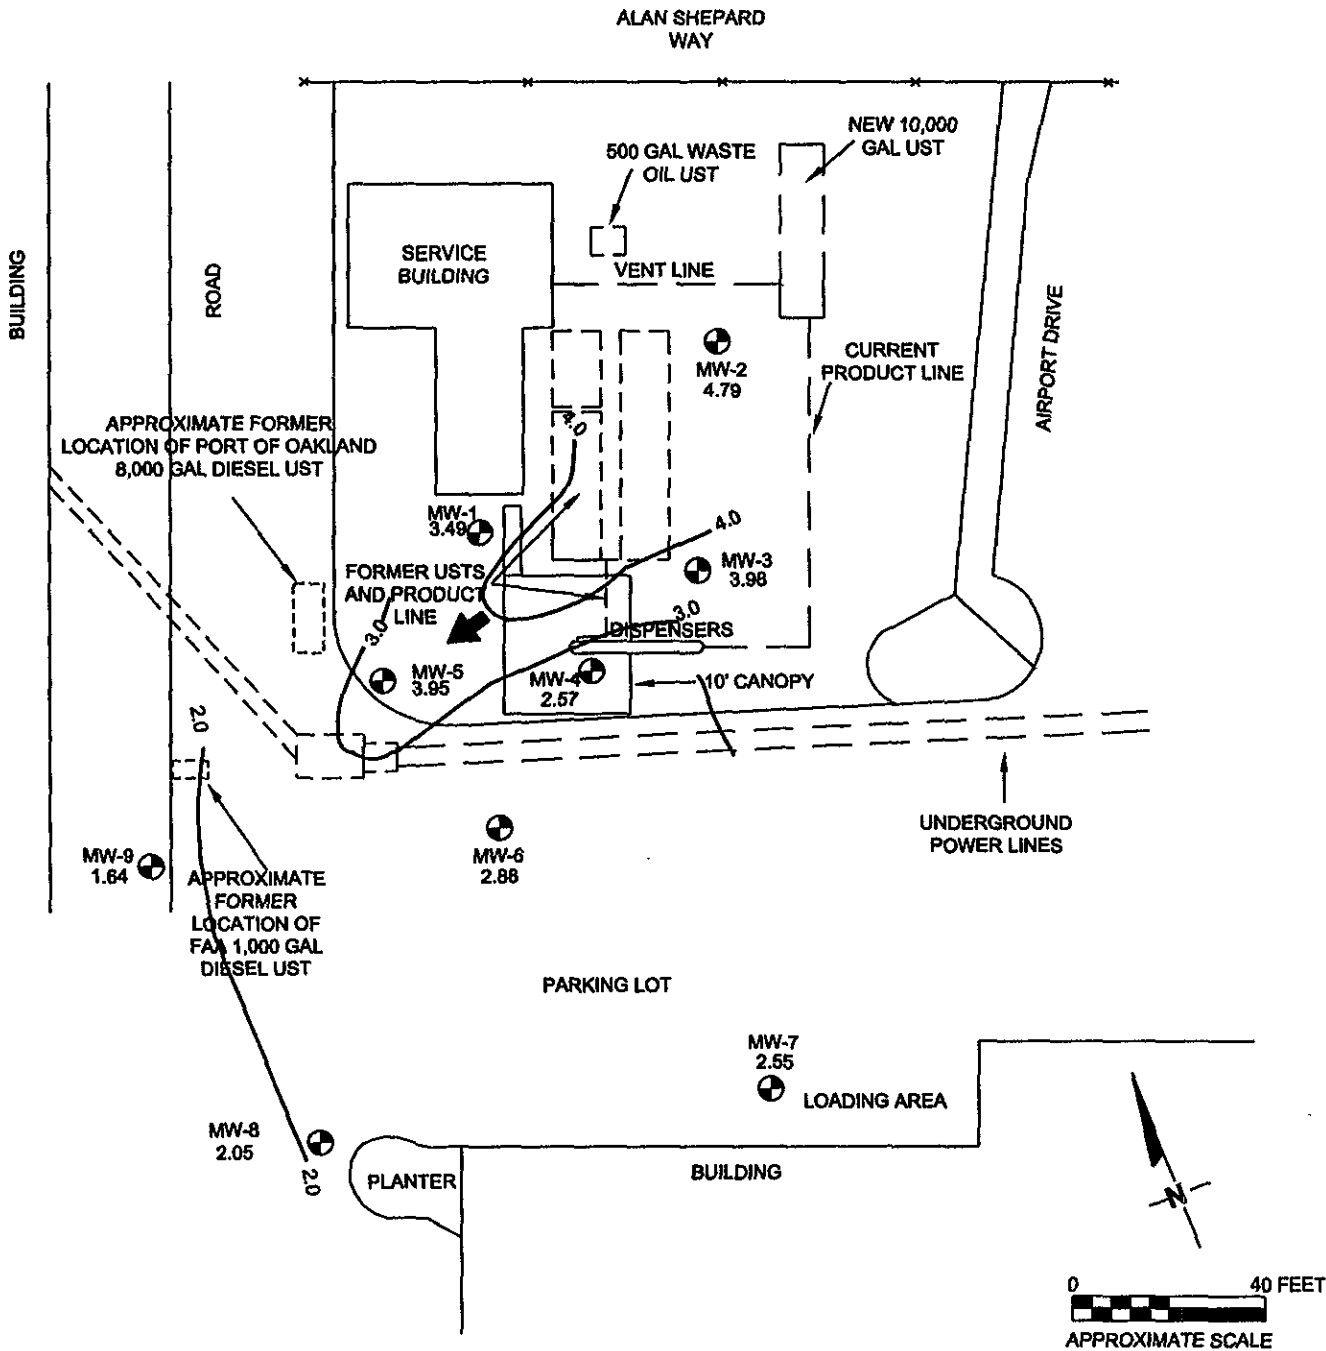 ALAN SHEPARD
WAY
NEW 10,000
GAL UST
500 GAL WASTE
OIL UST
SERVICE
BUILDING
VENT LINE
BUILDING
ROAD
AIRPORT DRIVE
MW-2
4.79
CURRENT
PRODUCT LINE
APPROXIMATE FORMER
LOCATION OF PORT OF OAKLAND
8,000 GAL DIESEL UST
4.0
MW-1
3.49
4.0
MW-3
3.98
FORMER USTS
AND PRODUCT
LINE
3.0
3.0
DISPENSERS
MW-5
3.95
MW-4
2.57
10' CANOPY
2.0
UNDERGROUND
POWER LINES
MW-9
1.64
MW-6
2.88
APPROXIMATE
FORMER
LOCATION OF
FAA 1,000 GAL
DIESEL UST
PARKING LOT
MW-7
2.55
LOADING AREA
MW-8
2.05
2.0
PLANTER
BUILDING
N
0 40 FEET
APPROXIMATE SCALE